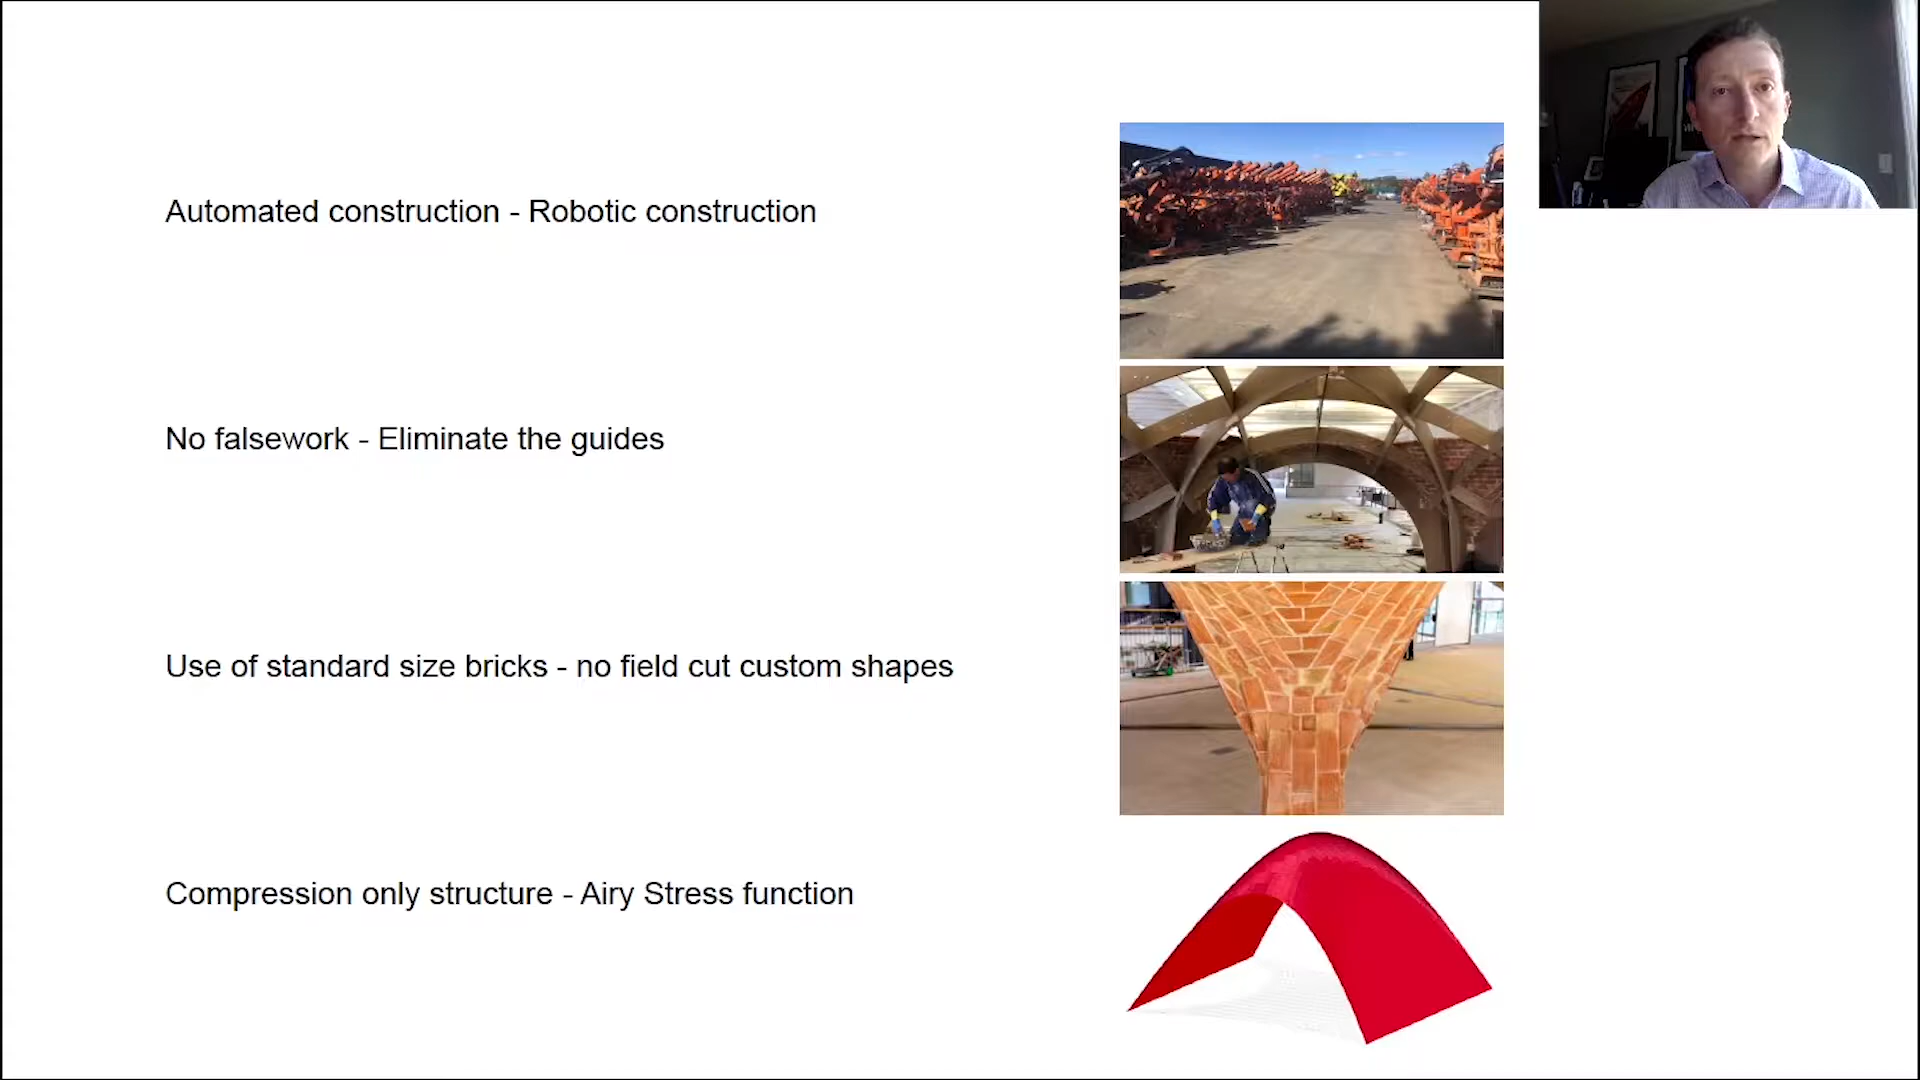 Automated construction - Robotic construction
No falsework - Eliminate the guides
Use of standard size bricks - no field cut custom shapes
Compression only structure - Airy Stress function